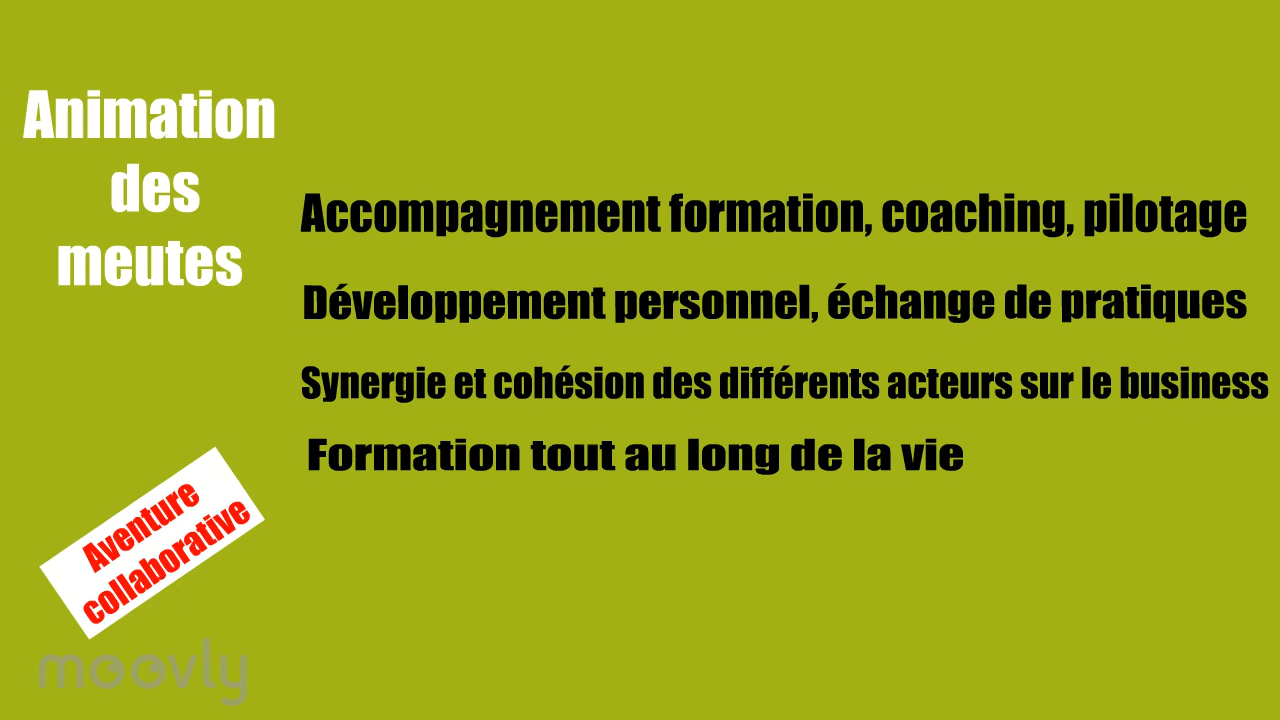 Animation
des
meutes
Accompagnement formation, coaching, pilotage
Développement personnel, échange de pratiques
Synergie et cohésion des différents acteurs sur le business
Formation tout au long de la vie
Aventure
collaborative
moovly